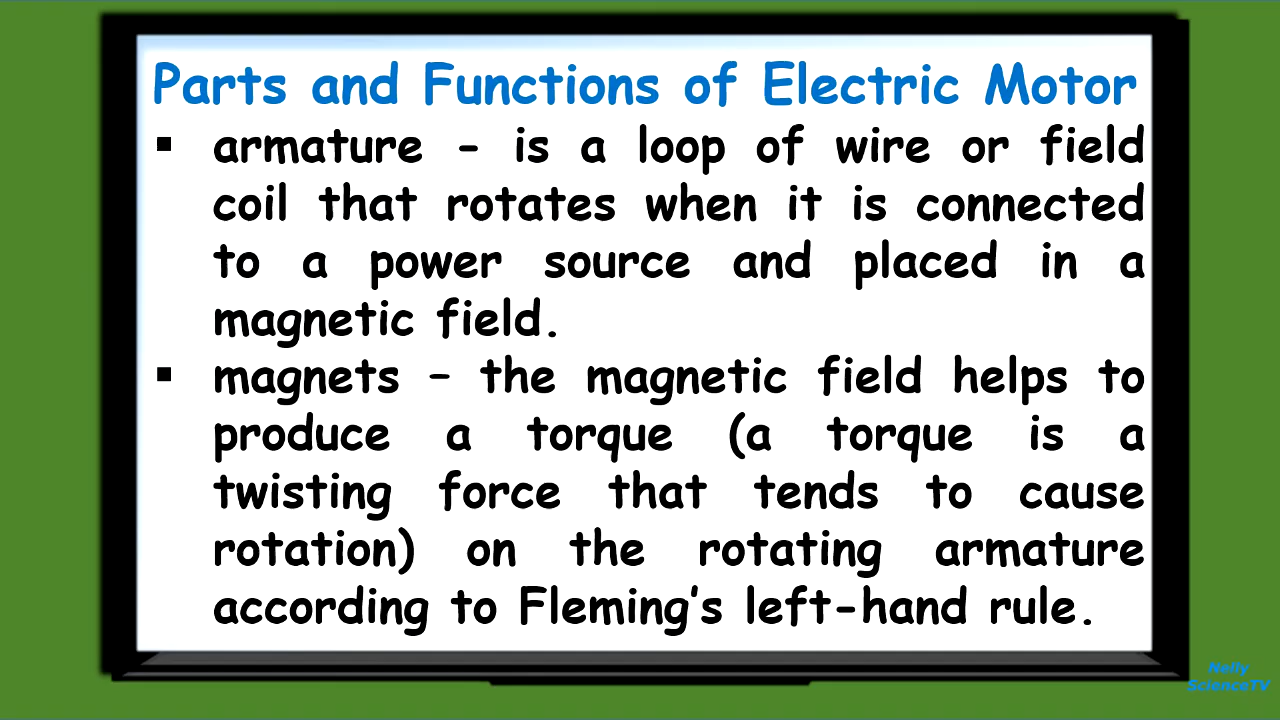 Parts and Functions of Electric Motor
▪ armature - is a loop of wire or field
coil that rotates when it is connected
to a power source and placed in a
magnetic field.
▪ magnets – the magnetic field helps to
produce a torque (a torque is a
twisting force that tends to cause
rotation) on the rotating armature
according to Fleming's left-hand rule.
Nelly
ScienceTV